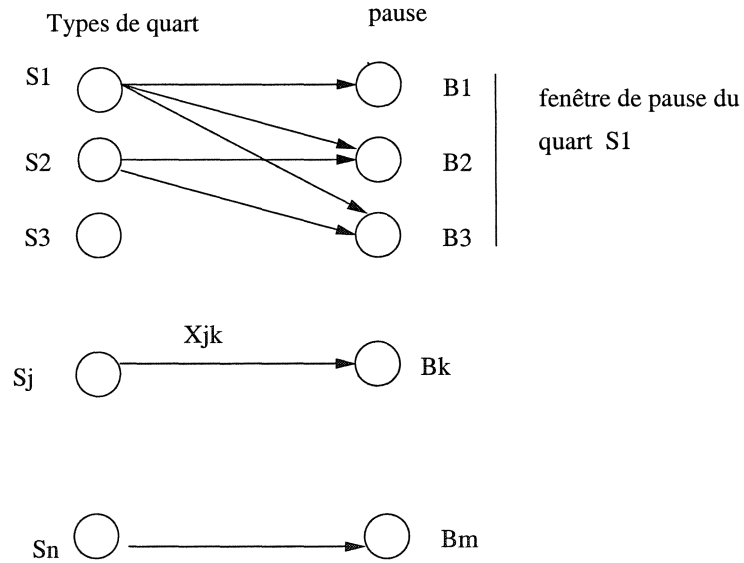 Types de quart
pause
S1
B1
fenêtre de pause du
quart S1
S2
B2
S3
B3
Xjk
Sj
Bk
Sn
Bm